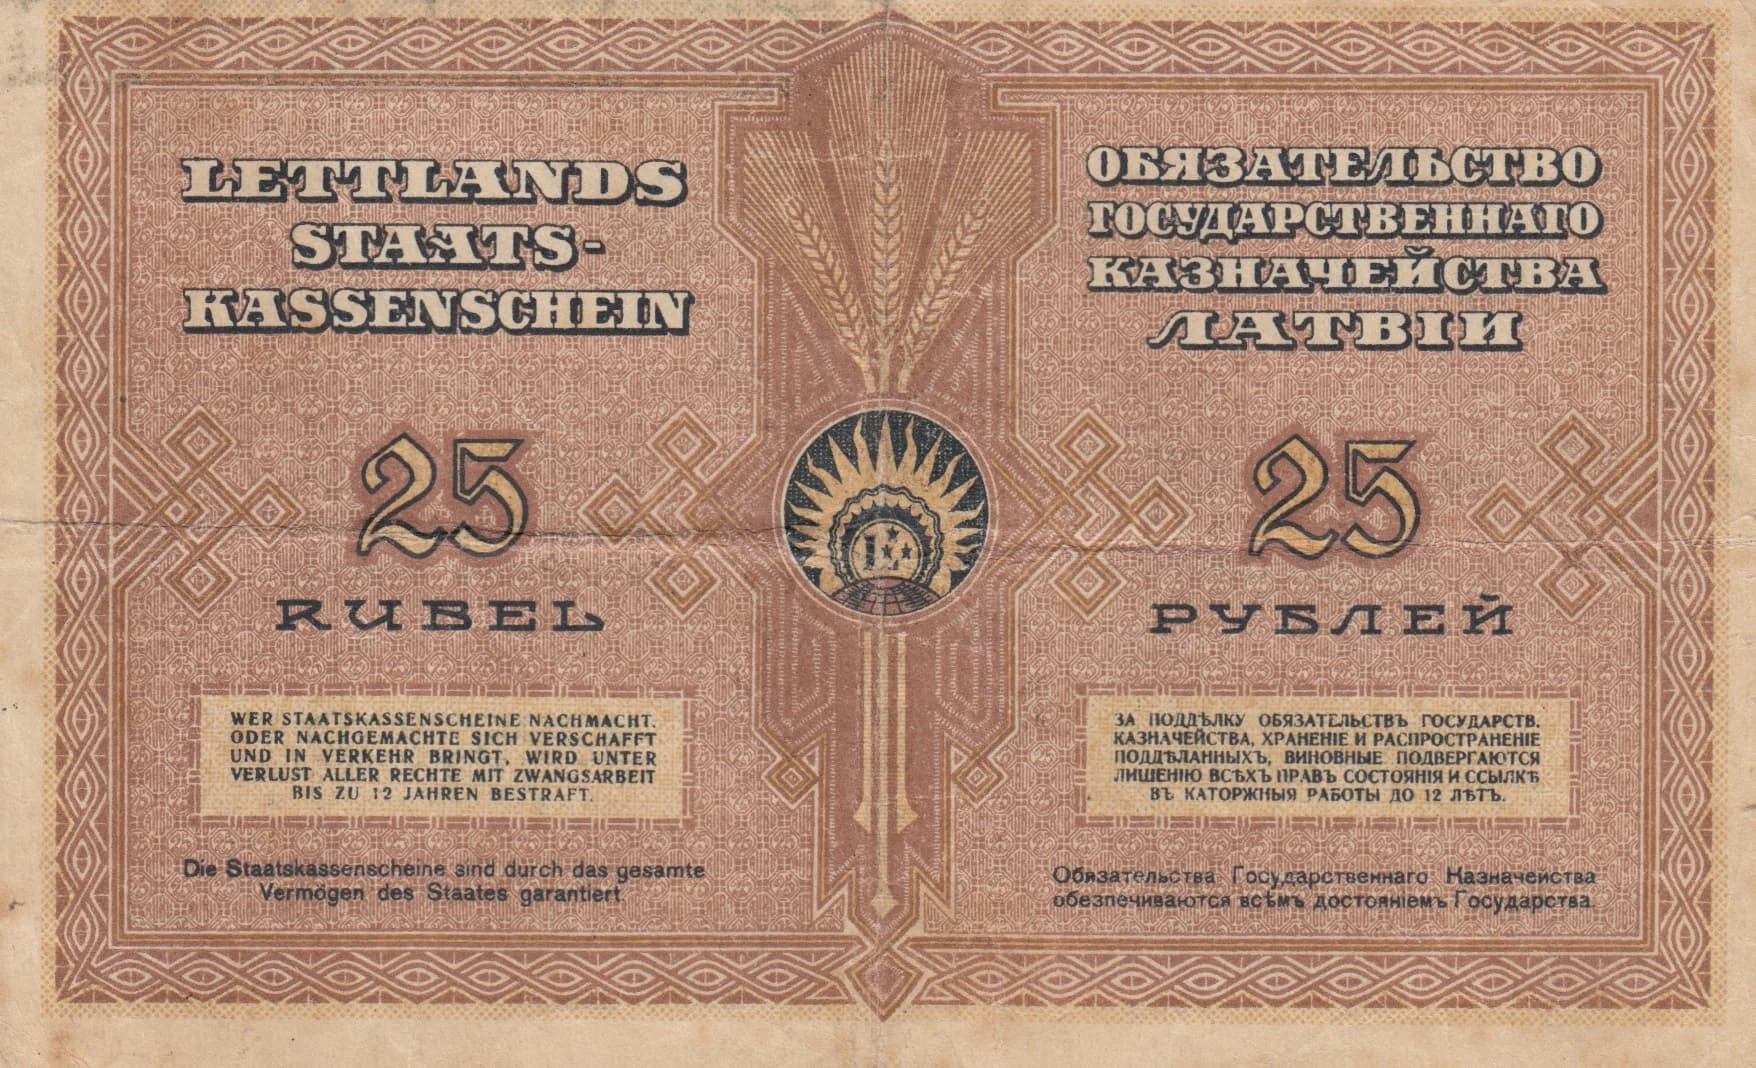 LETTLANDS
STAATS-
KASSENSCHEIN
25
RUBEL
WER STAATSKASSENSCHEINE NACHMACHT,
ODER NACHGEMACHTE SICH VERSCHAFFT
UND IN VERKEHR BRINGT, WIRD UNTER
VERLUST ALLER RECHTE MIT ZWANGSARBEIT
BIS ZU 12 JAHREN BESTRAFT.
Die Staatskassenscheine sind durch das gesamte
Vermögen des Staates garantiert.
L
ОБЯЗАТЕЛЬСТВО
ГОСУДАРСТВЕННАГО
КАЗНАЧЕЙСТВА
ЛАТВІИ
25
РУБЛЕЙ
ЗА ПОДДѢЛКУ ОБЯЗАТЕЛЬСТВЪ ГОСУДАРСТВ.
КАЗНАЧЕЙСТВА, ХРАНЕНІЕ И РАСПРОСТРАНЕНІЕ
ПОДДѢЛАННЫХЪ, ВИНОВНЫЕ ПОДВЕРГАЮТСЯ
ЛИШЕНІЮ ВСѢХЪ ПРАВЪ СОСТОЯНІЯ И ССЫЛКѢ
ВЪ КАТОРЖНЫЯ РАБОТЫ ДО 12 ЛѢТЪ.
Обязательства Государственнаго Казначейства
обезпечиваются всѣмъ достояніемъ Государства.